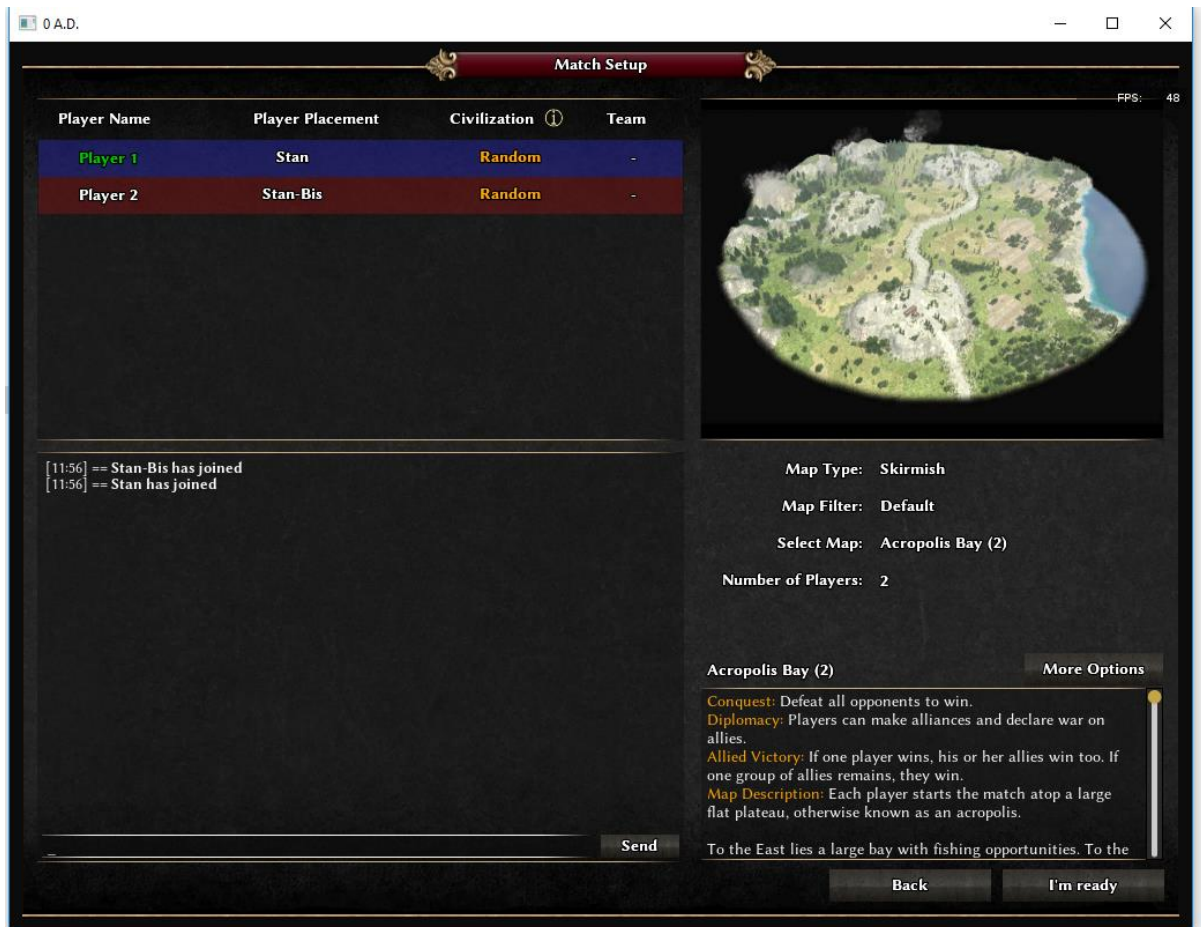 0 A.D.
Match Setup
FPS: 48
Player Name Player Placement Civilization Team
Player 1 Stan Random -
Player 2 Stan-Bis Random -
[11:56] == Stan-Bis has joined
[11:56] == Stan has joined
Map Type: Skirmish
Map Filter: Default
Select Map: Acropolis Bay (2)
Number of Players: 2
Acropolis Bay (2)
More Options
Conquest: Defeat all opponents to win.
Diplomacy: Players can make alliances and declare war on
allies.
Allied Victory: If one player wins, his or her allies win too. If
one group of allies remains, they win.
Map Description: Each player starts the match atop a large
flat plateau, otherwise known as an acropolis.
To the East lies a large bay with fishing opportunities. To the
Send
Back
I'm ready